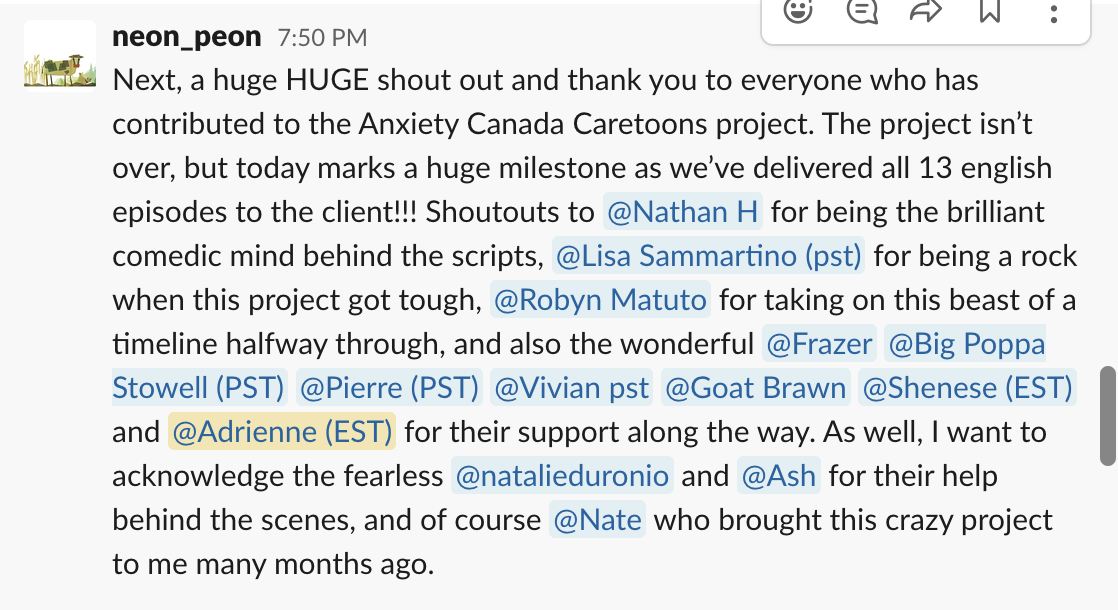 neon_peon 7:50 PM
Next, a huge HUGE shout out and thank you to everyone who has
contributed to the Anxiety Canada Caretoons project. The project isn’t
over, but today marks a huge milestone as we’ve delivered all 13 english
episodes to the client!!! Shoutouts to @Nathan H for being the brilliant
comedic mind behind the scripts, @Lisa Sammartino (pst) for being a rock
when this project got tough, @Robyn Matuto for taking on this beast of a
timeline halfway through, and also the wonderful @Frazer @Big Poppa
Stowell (PST) @Pierre (PST) @Vivian pst @Goat Brawn @Shenese (EST)
and @Adrienne (EST) for their support along the way. As well, I want to
acknowledge the fearless @natalieduronio and @Ash for their help
behind the scenes, and of course @Nate who brought this crazy project
to me many months ago.